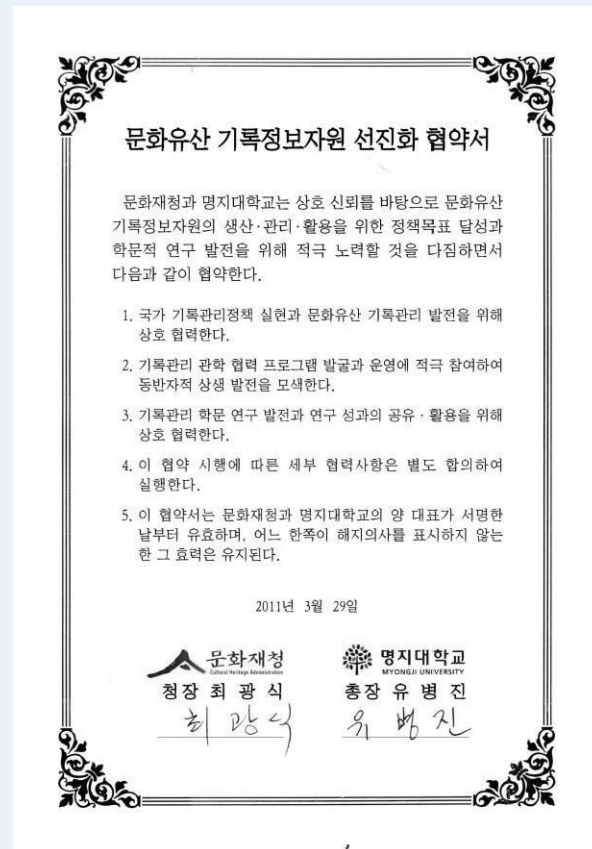 문화유산 기록정보자원 선진화 협약서
문화재청과 명지대학교는 상호 신뢰를 바탕으로 문화유산
기록정보자원의 생산·관리·활용을 위한 정책목표 달성과
학문적 연구 발전을 위해 적극 노력할 것을 다짐하면서
다음과 같이 협약한다.
1. 국가 기록관리정책 실현과 문화유산 기록관리 발전을 위해
상호 협력한다.
2. 기록관리 관학 협력 프로그램 발굴과 운영에 적극 참여하여
동반자적 상생 발전을 모색한다.
3. 기록관리 학문 연구 발전과 연구 성과의 공유·활용을 위해
상호 협력한다.
4. 이 협약 시행에 따른 세부 협력사항은 별도 합의하여
실행한다.
5. 이 협약서는 문화재청과 명지대학교의 양 대표가 서명한
날부터 유효하며, 어느 한쪽이 해지의사를 표시하지 않는
한 그 효력은 유지된다.
2011년 3월 29일
문화재청
Cultural Heritage Administration
청장 최 광 식
최 광 식
명지대학교
MYONGJI UNIVERSITY
총장 유 병 진
유 병 진